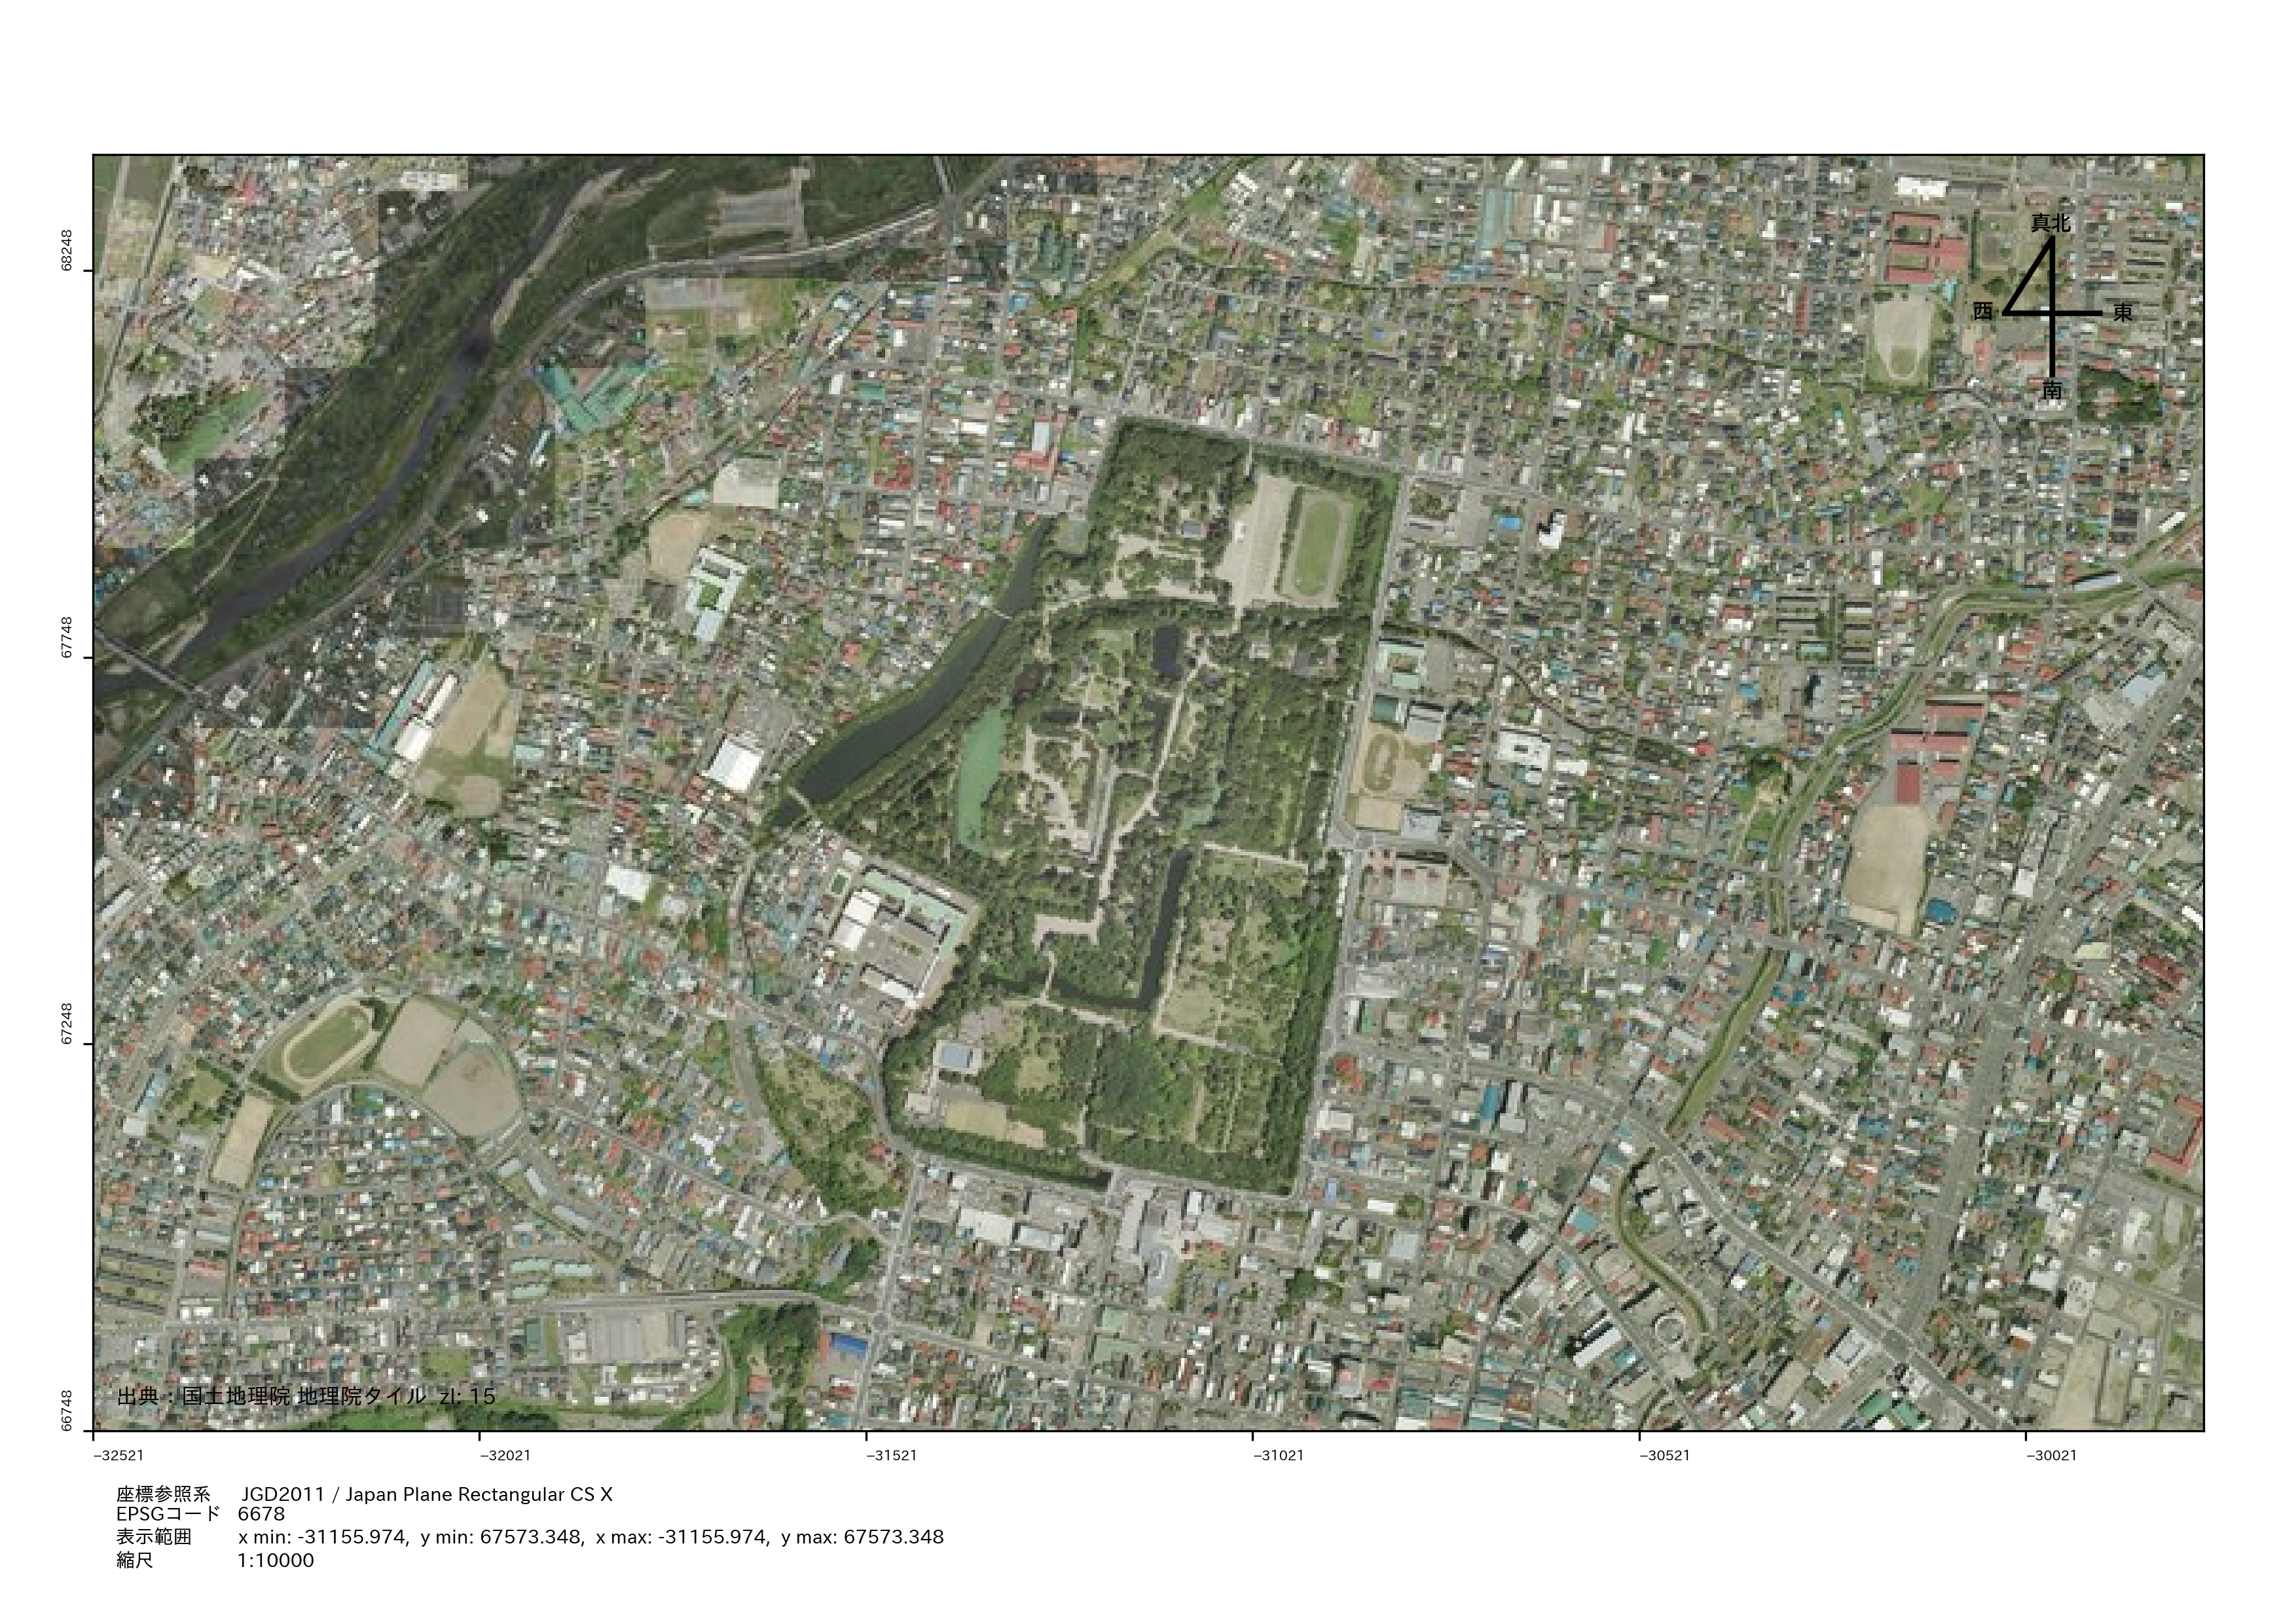 真北
西
東
南
68248
67748
67248
66748
出典：国土地理院 地理院タイル zl: 15
−32521
−32021
−31521
−31021
−30521
−30021
座標参照系 JGD2011 / Japan Plane Rectangular CS X
EPSGコード 6678
表示範囲 x min: -31155.974, y min: 67573.348, x max: -31155.974, y max: 67573.348
縮尺 1:10000